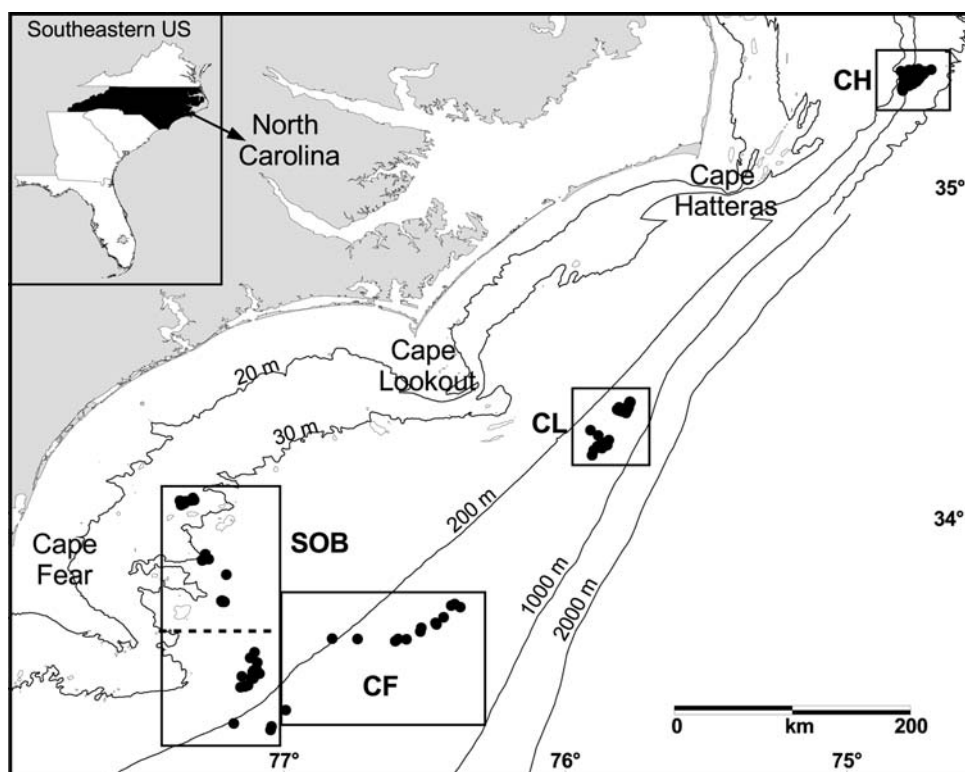 Southeastern US
North
Carolina
CH
35°
Cape
Hatteras
Cape
Lookout
20 m
30 m
CL
200 m
34°
SOB
Cape
Fear
1000 m
2000 m
CF
0
km
200
77°
76°
75°